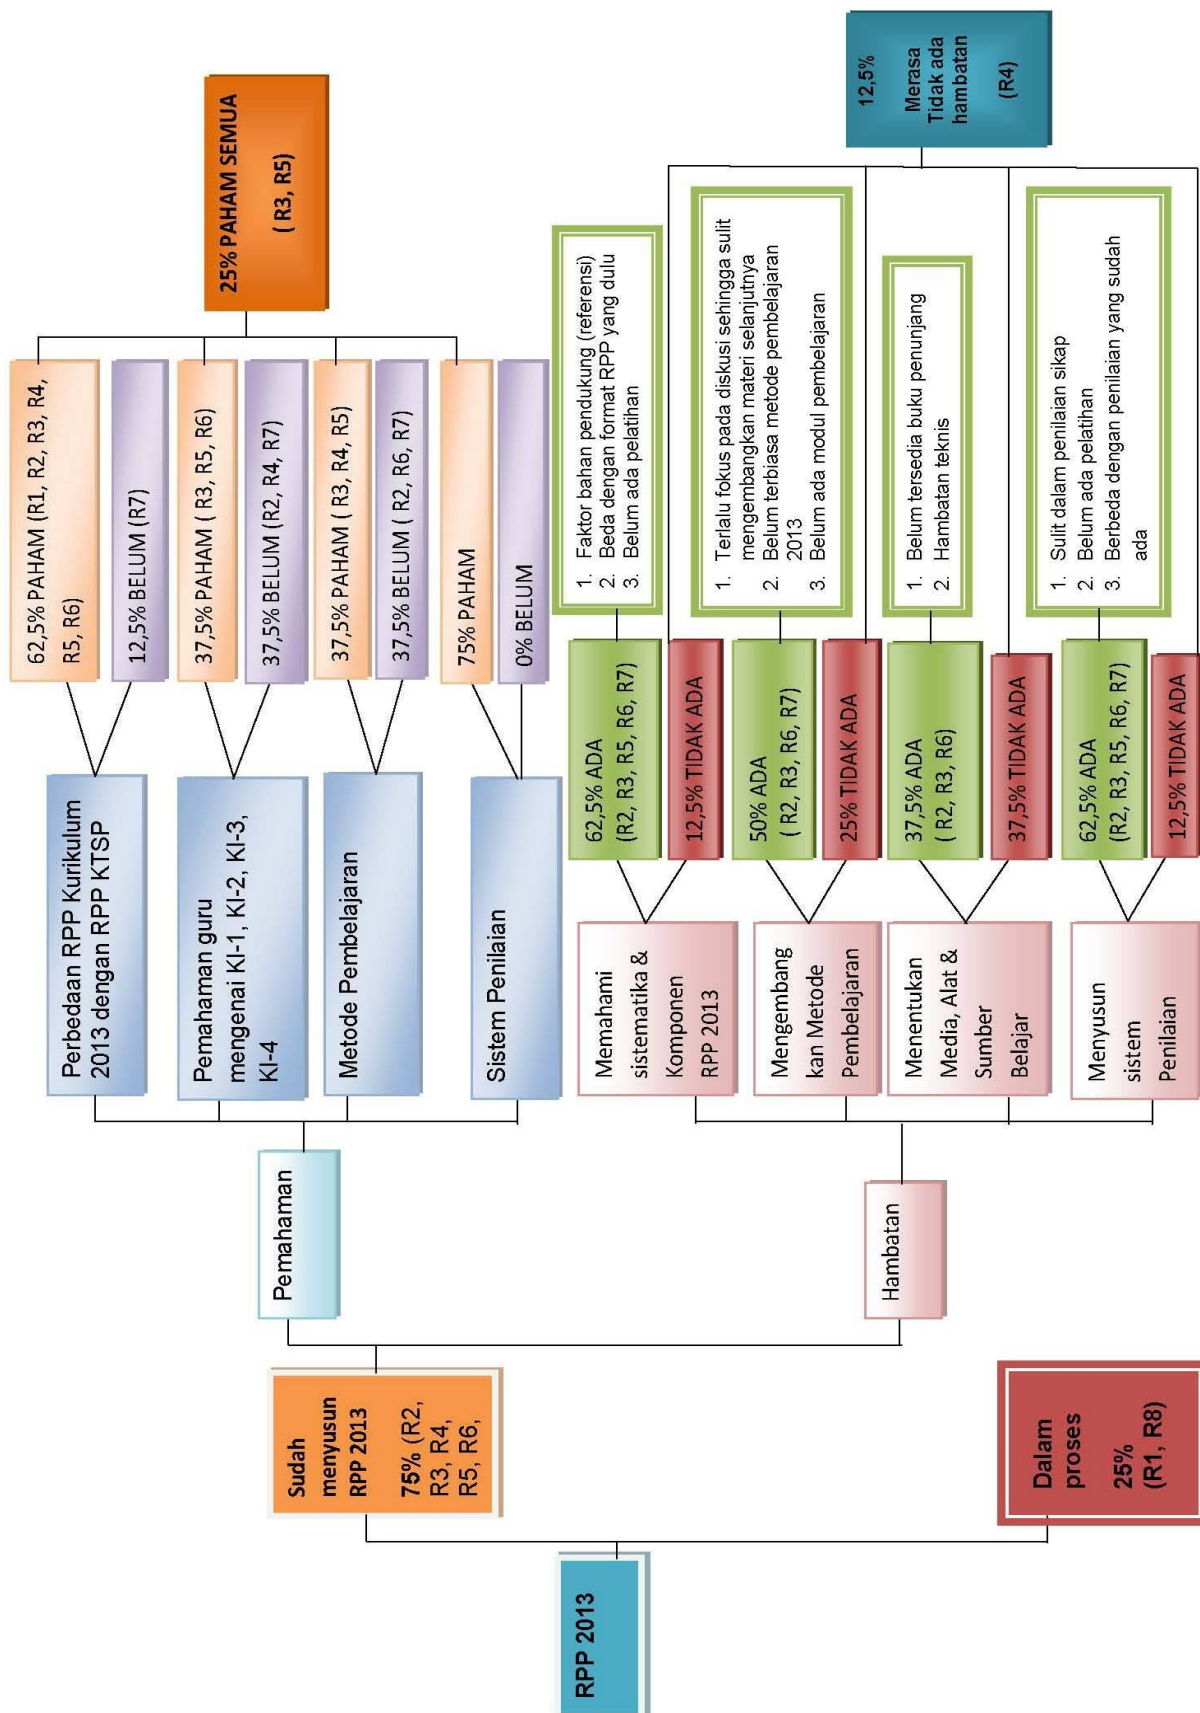 RPP 2013
Sudah
menyusun
RPP 2013
75% (R2,
R3, R4,
R5, R6,
Dalam
proses
25%
(R1, R8)
Pemahaman
Perbedaan RPP Kurikulum
2013 dengan RPP KTSP
62,5% PAHAM (R1, R2, R3, R4,
R5, R6)
12,5% BELUM (R7)
Pemahaman guru
mengenai KI-1, KI-2, KI-3,
KI-4
37,5% PAHAM ( R3, R5, R6)
37,5% BELUM (R2, R4, R7)
Metode Pembelajaran
37,5% PAHAM ( R3, R4, R5)
37,5% BELUM ( R2, R6, R7)
Sistem Penilaian
75% PAHAM
0% BELUM
25% PAHAM SEMUA
( R3, R5)
Hambatan
Memahami
sistematika &
Komponen
RPP 2013
62,5% ADA
(R2, R3, R5, R6, R7)
12,5% TIDAK ADA
1. Faktor bahan pendukung (referensi)
2. Beda dengan format RPP yang dulu
3. Belum ada pelatihan
Mengembang
kan Metode
Pembelajaran
50% ADA
( R2, R3, R6, R7)
25% TIDAK ADA
1. Terlalu fokus pada diskusi sehingga sulit
mengembangkan materi selanjutnya
2. Belum terbiasa metode pembelajaran
2013
3. Belum ada modul pembelajaran
Menentukan
Media, Alat &
Sumber
Belajar
37,5% ADA
( R2, R3, R6)
37,5% TIDAK ADA
1. Belum tersedia buku penunjang
2. Hambatan teknis
Menyusun
sistem
Penilaian
62,5% ADA
(R2, R3, R5, R6, R7)
12,5% TIDAK ADA
1. Sulit dalam penilaian sikap
2. Belum ada pelatihan
3. Berbeda dengan penilaian yang sudah
ada
12,5%
Merasa
Tidak ada
hambatan
(R4)